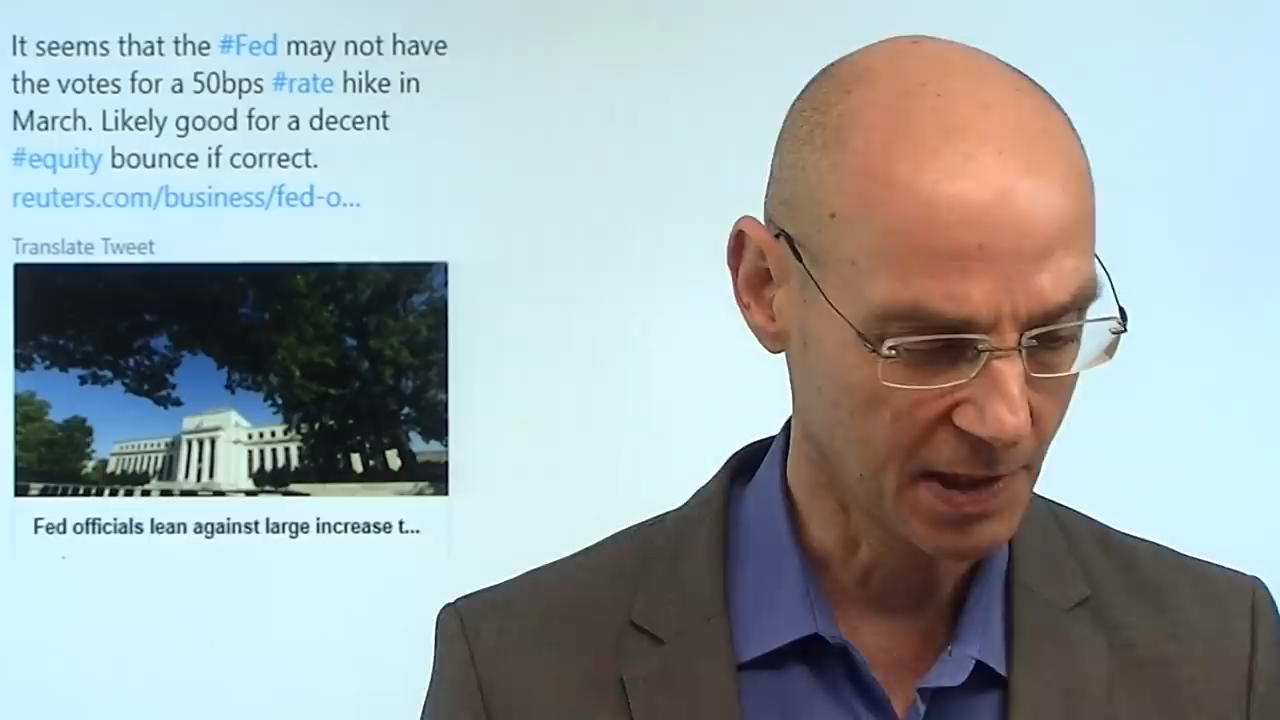 It seems that the #Fed may not have
the votes for a 50bps #rate hike in
March. Likely good for a decent
#equity bounce if correct.
reuters.com/business/fed-o...
Translate Tweet
Fed officials lean against large increase t...